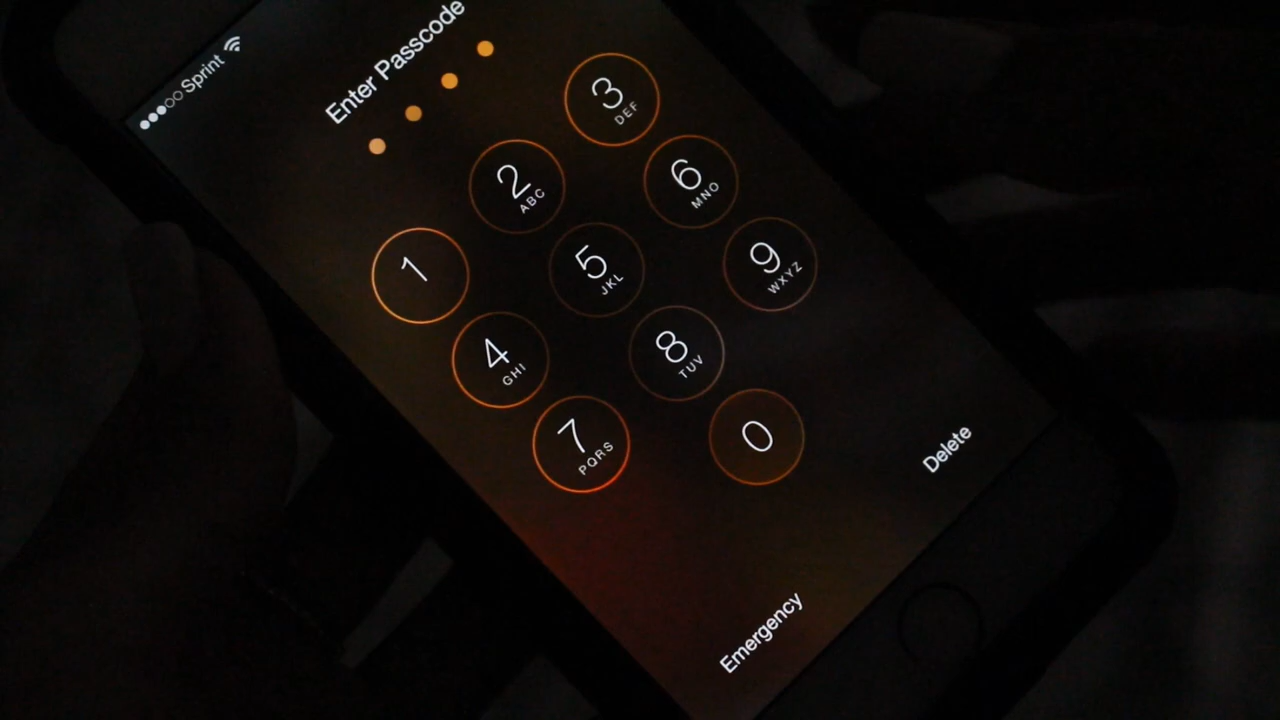 Sprint
Enter Passcode
1
2 ABC
3 DEF
4 GHI
5 JKL
6 MNO
7 PQRS
8 TUV
9 WXYZ
0
Emergency
Delete